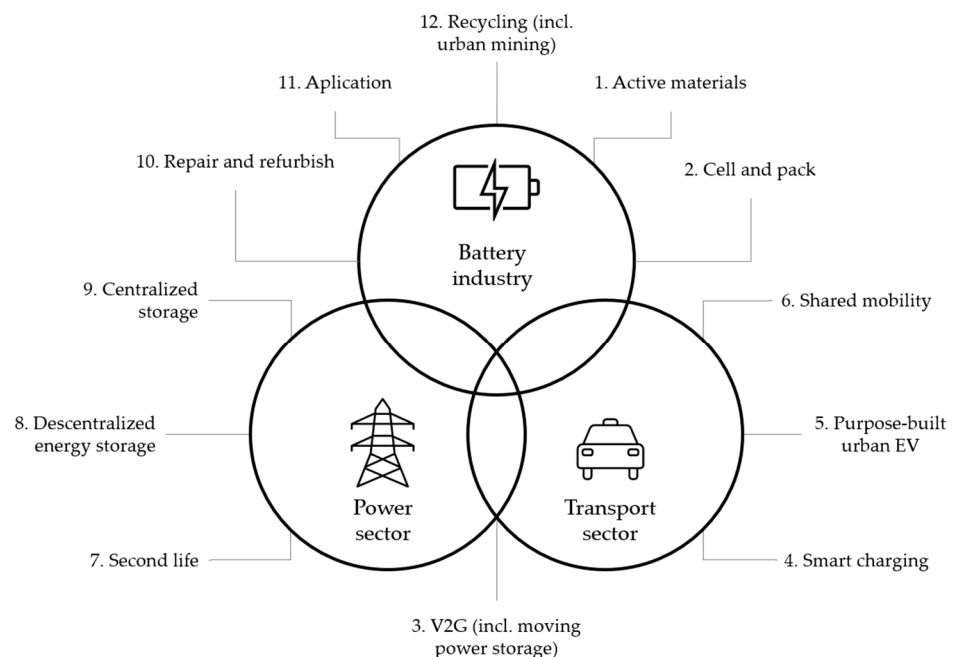 12. Recycling (incl.
urban mining)
11. Aplication
1. Active materials
10. Repair and refurbish
2. Cell and pack
Battery
industry
9. Centralized
storage
6. Shared mobility
8. Descentralized
energy storage
5. Purpose-built
urban EV
Power
sector
Transport
sector
7. Second life
4. Smart charging
3. V2G (incl. moving
power storage)